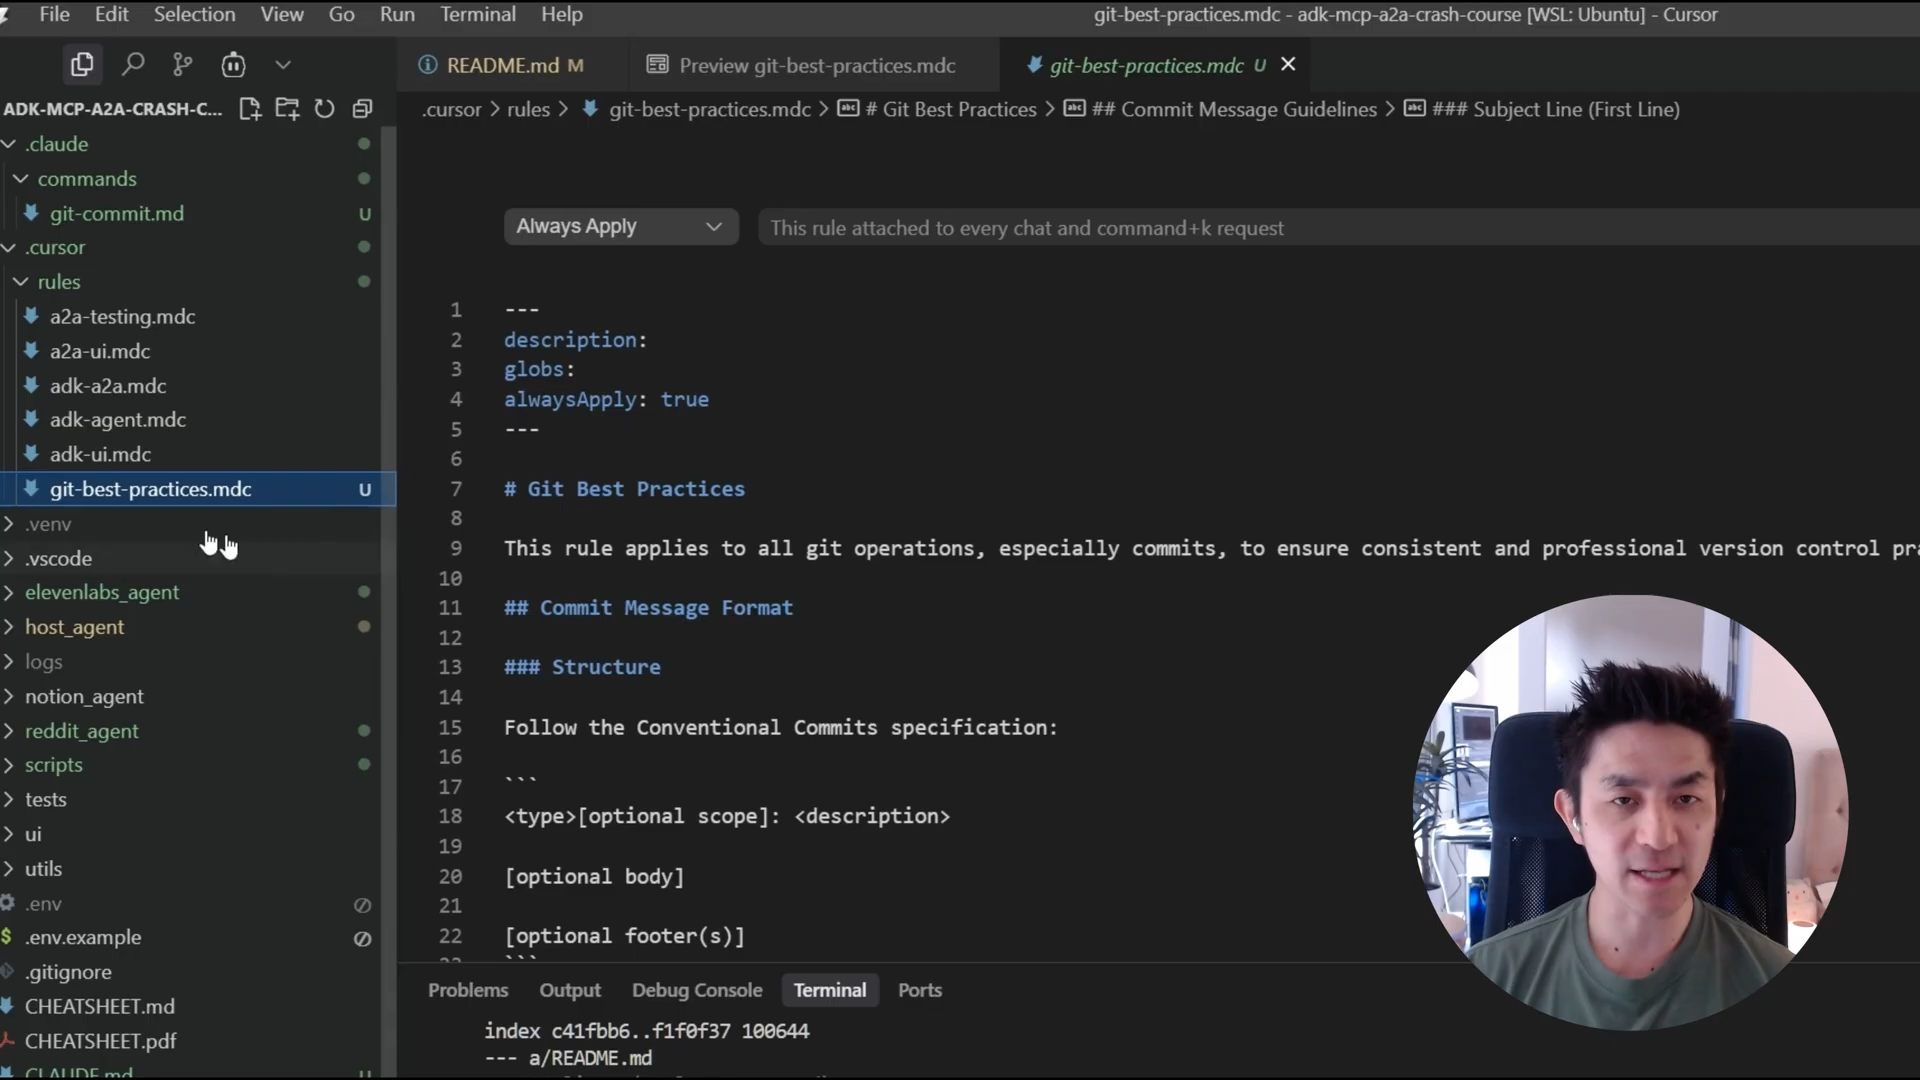 File Edit Selection View Go Run Terminal Help
git-best-practices.mdc - adk-mcp-a2a-crash-course [WSL: Ubuntu] - Cursor
README.md M
Preview git-best-practices.mdc
git-best-practices.mdc U
ADK-MCP-A2A-CRASH-C...
.cursor > rules > git-best-practices.mdc > # Git Best Practices > ## Commit Message Guidelines > ### Subject Line (First Line)
.claude
commands
git-commit.md U
.cursor
rules
a2a-testing.mdc
a2a-ui.mdc
adk-a2a.mdc
adk-agent.mdc
adk-ui.mdc
git-best-practices.mdc U
.venv
.vscode
elevenlabs_agent
host_agent
logs
notion_agent
reddit_agent
scripts
tests
ui
utils
.env
.env.example
.gitignore
CHEATSHEET.md
CHEATSHEET.pdf
CLAUDE.md U
Always Apply
This rule attached to every chat and command+k request
1 ---
2 description:
3 globs:
4 alwaysApply: true
5 ---
6
7 # Git Best Practices
8
9 This rule applies to all git operations, especially commits, to ensure consistent and professional version control
10
11 ## Commit Message Format
12
13 ### Structure
14
15 Follow the Conventional Commits specification:
16
17 ```
18 <type>[optional scope]: <description>
19
20 [optional body]
21
22 [optional footer(s)]
23 ```
Problems Output Debug Console Terminal Ports
index c41fbb6..f1f0f37 100644
--- a/README.md